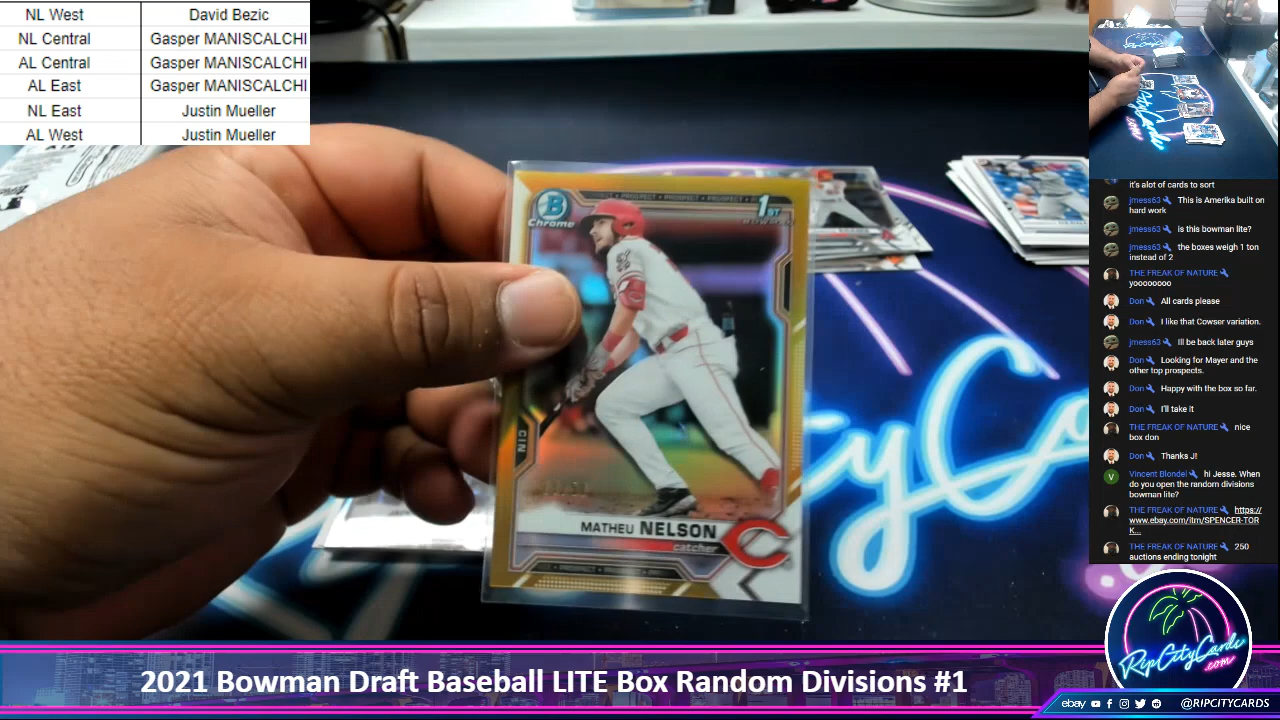 NL West David Bezic
NL Central Gasper MANISCALCHI
AL Central Gasper MANISCALCHI
AL East Gasper MANISCALCHI
NL East Justin Mueller
AL West Justin Mueller
B
Chrome
PROSPECT • PROSPECT • PROSPECT
1ST
BOWMAN
CIN
MATHEU NELSON
catcher
C
PROSPECT
it's alot of cards to sort
jmess63 This is Amerika built on
hard work
jmess63 is this bowman lite?
jmess63 the boxes weigh 1 ton
instead of 2
THE FREAK OF NATURE
yoooooooo
Don All cards please
Don I like that Cowser variation.
jmess63 Ill be back later guys
Don Looking for Mayer and the
other top prospects.
Don Happy with the box so far.
Don I'll take it
THE FREAK OF NATURE nice
box don
Don Thanks J!
V
Vincent Blondel hi Jesse. When
do you open the random divisions
bowman lite?
THE FREAK OF NATURE https://
www.ebay.com/itm/SPENCER-TOR
K...
THE FREAK OF NATURE 250
auctions ending tonight
RipCityCards
.com
2021 Bowman Draft Baseball LITE Box Random Divisions #1
ebay @RIPCITYCARDS